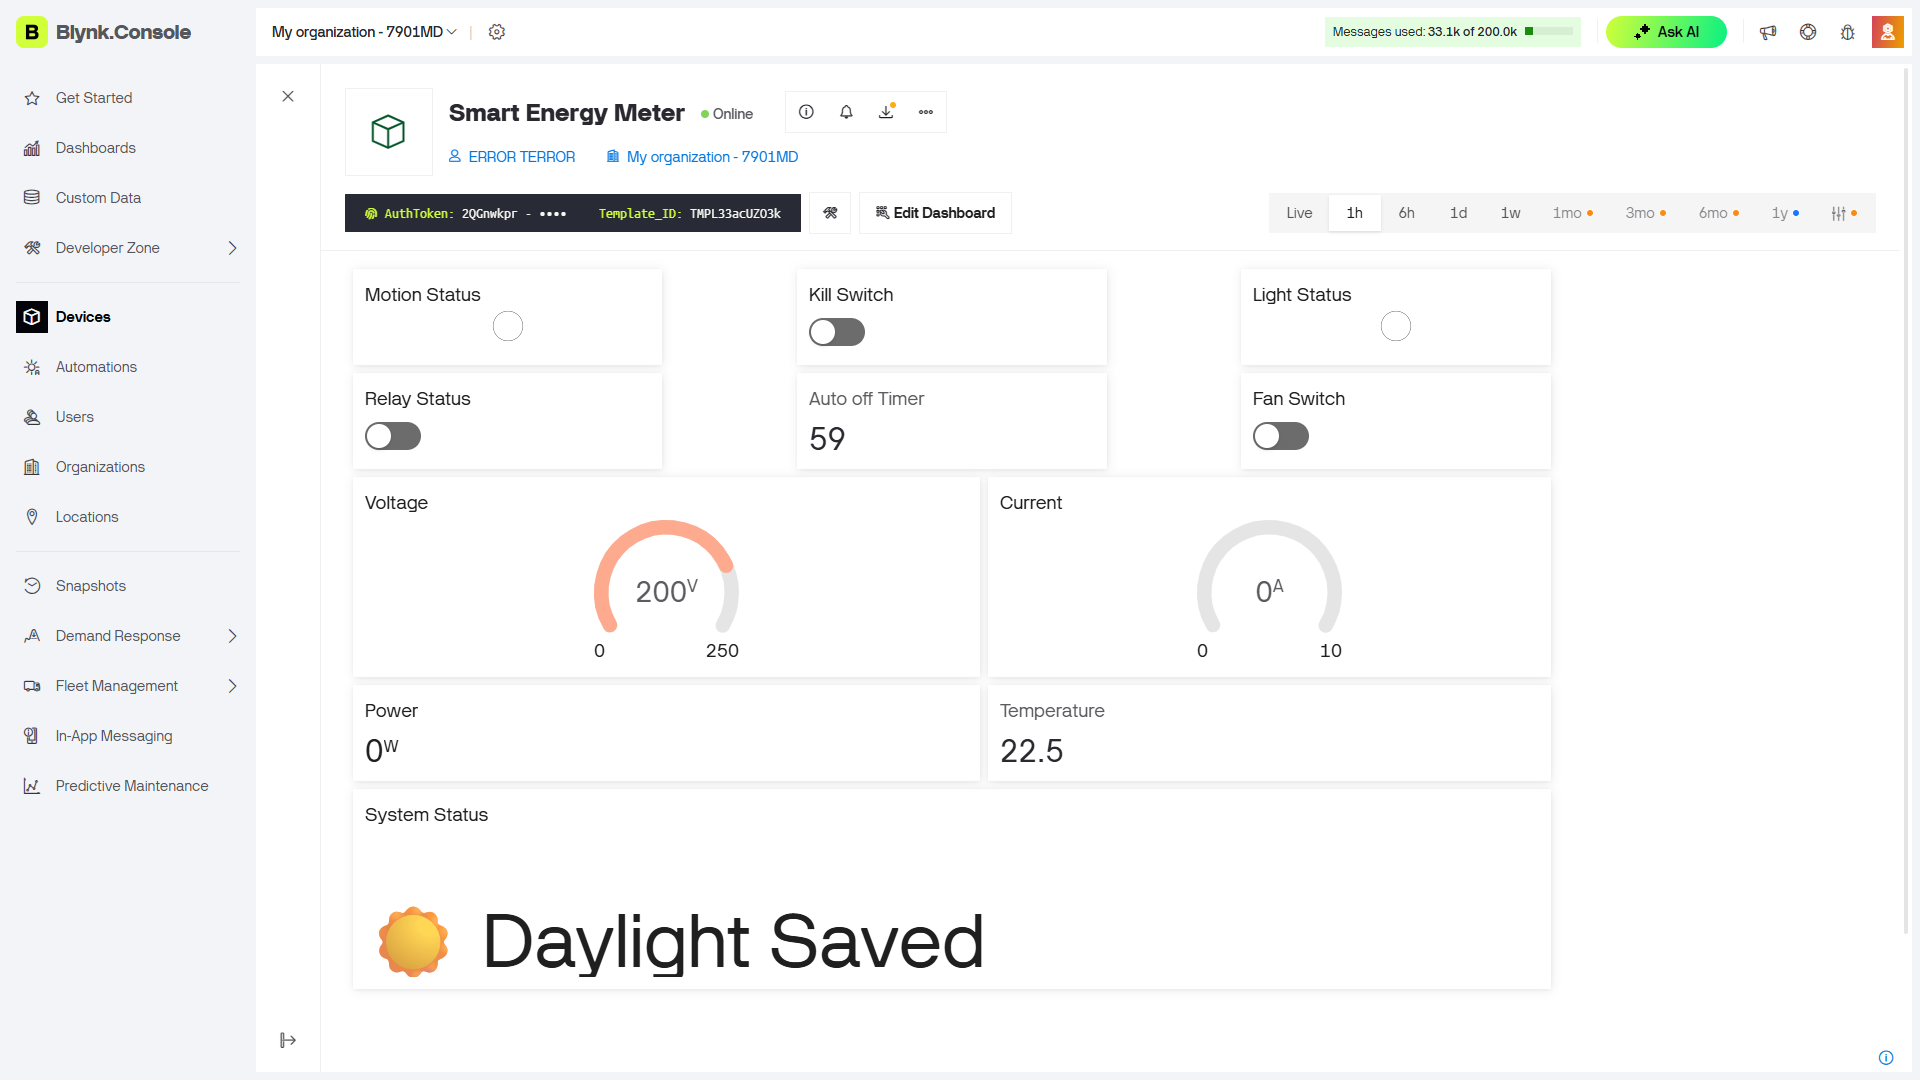 B Blynk.Console
My organization - 7901MD
Messages used: 33.1k of 200.0k
Ask AI
Get Started
Dashboards
Custom Data
Developer Zone
Devices
Automations
Users
Organizations
Locations
Snapshots
Demand Response
Fleet Management
In-App Messaging
Predictive Maintenance
Smart Energy Meter
Online
ERROR TERROR
My organization - 7901MD
AuthToken: 2QGnwkpr - ••••
Template_ID: TMPL33acUZO3k
Edit Dashboard
Live 1h 6h 1d 1w 1mo 3mo 6mo 1y
Motion Status
Kill Switch
Light Status
Relay Status
Auto off Timer
59
Fan Switch
Voltage
200V
0 250
Current
0A
0 10
Power
0W
Temperature
22.5
System Status
Daylight Saved